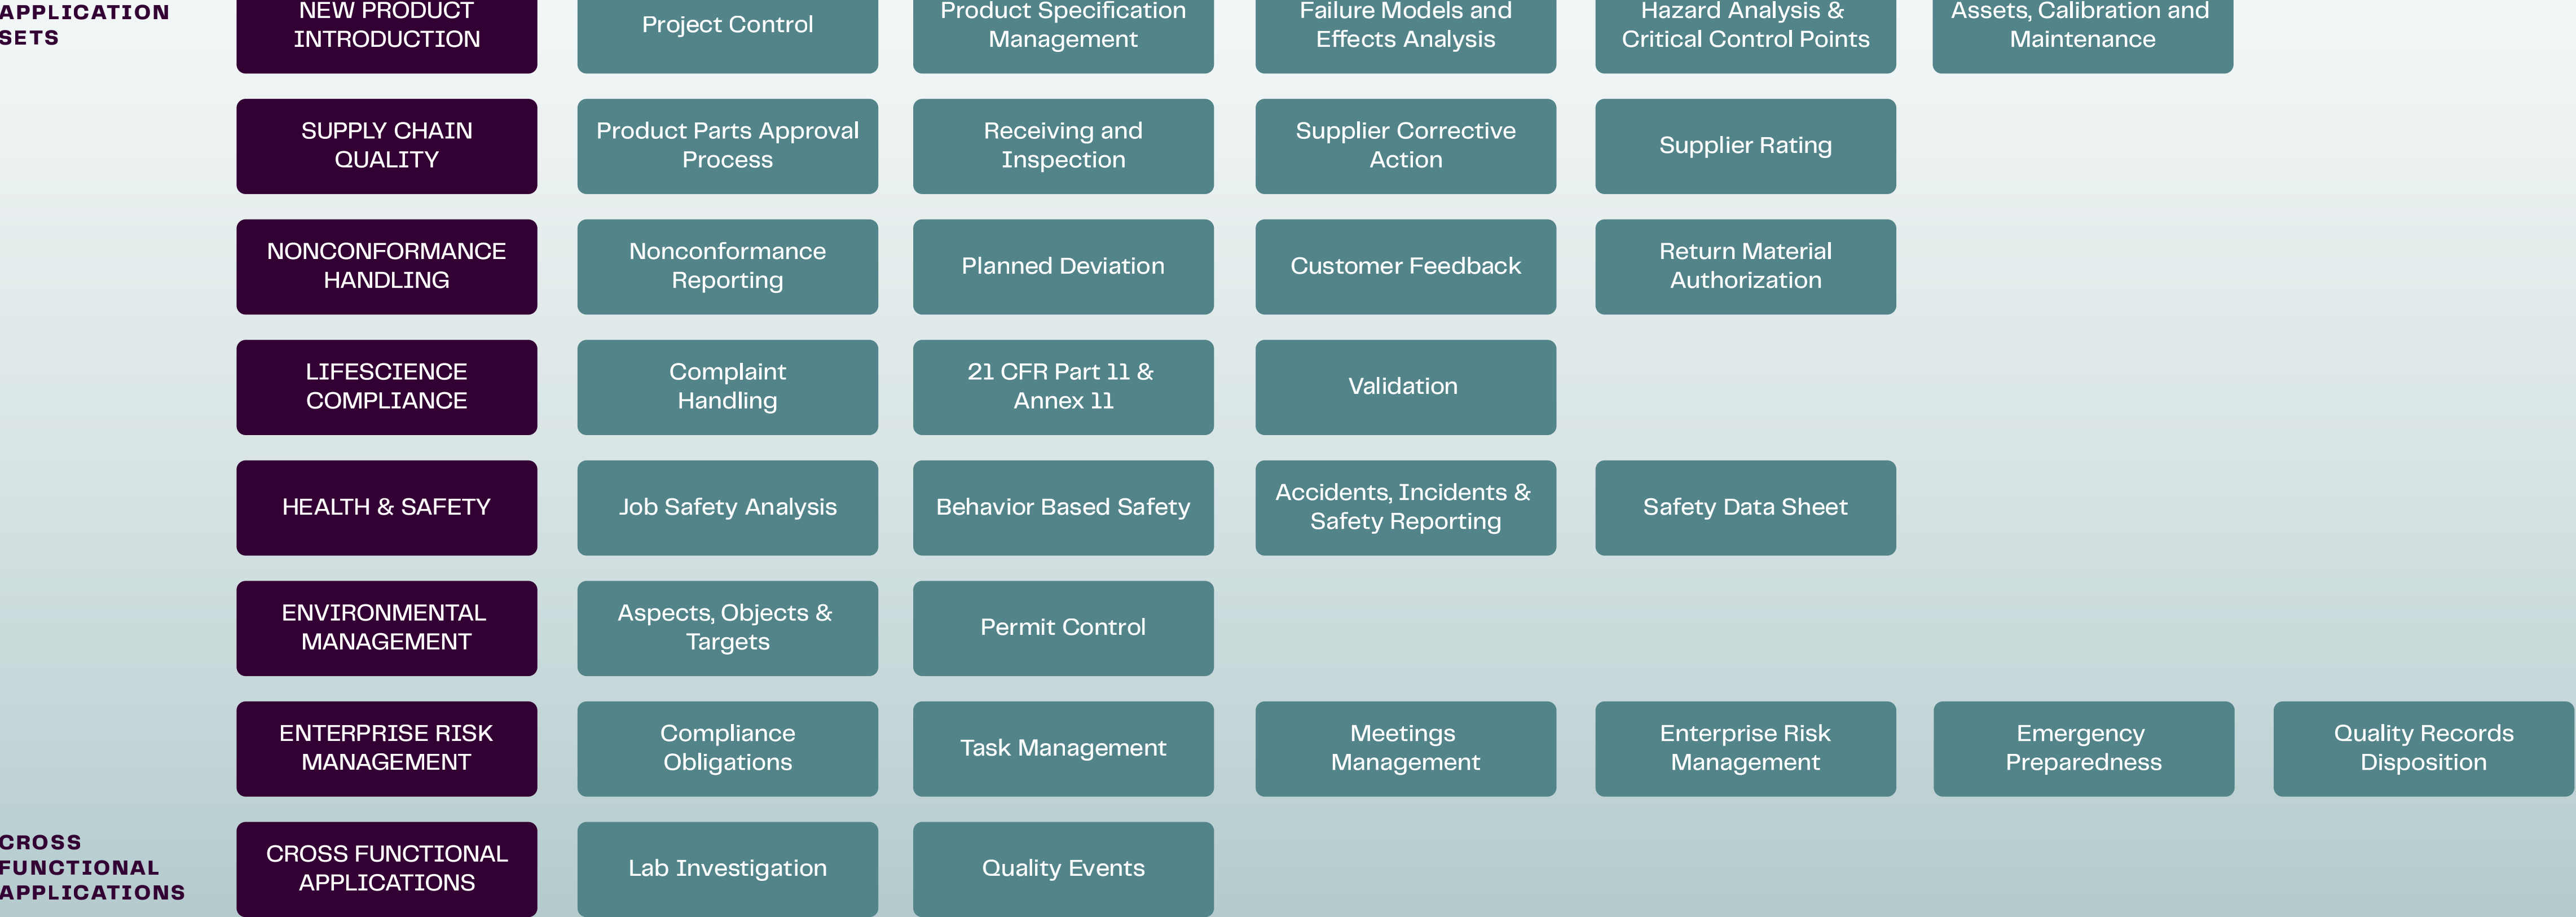 APPLICATION
SETS
NEW PRODUCT
INTRODUCTION
Project Control
Product Specification
Management
Failure Models and
Effects Analysis
Hazard Analysis &
Critical Control Points
Assets, Calibration and
Maintenance
SUPPLY CHAIN
QUALITY
Product Parts Approval
Process
Receiving and
Inspection
Supplier Corrective
Action
Supplier Rating
NONCONFORMANCE
HANDLING
Nonconformance
Reporting
Planned Deviation
Customer Feedback
Return Material
Authorization
LIFESCIENCE
COMPLIANCE
Complaint
Handling
21 CFR Part 11 &
Annex 11
Validation
HEALTH & SAFETY
Job Safety Analysis
Behavior Based Safety
Accidents, Incidents &
Safety Reporting
Safety Data Sheet
ENVIRONMENTAL
MANAGEMENT
Aspects, Objects &
Targets
Permit Control
ENTERPRISE RISK
MANAGEMENT
Compliance
Obligations
Task Management
Meetings
Management
Enterprise Risk
Management
Emergency
Preparedness
Quality Records
Disposition
CROSS
FUNCTIONAL
APPLICATIONS
CROSS FUNCTIONAL
APPLICATIONS
Lab Investigation
Quality Events